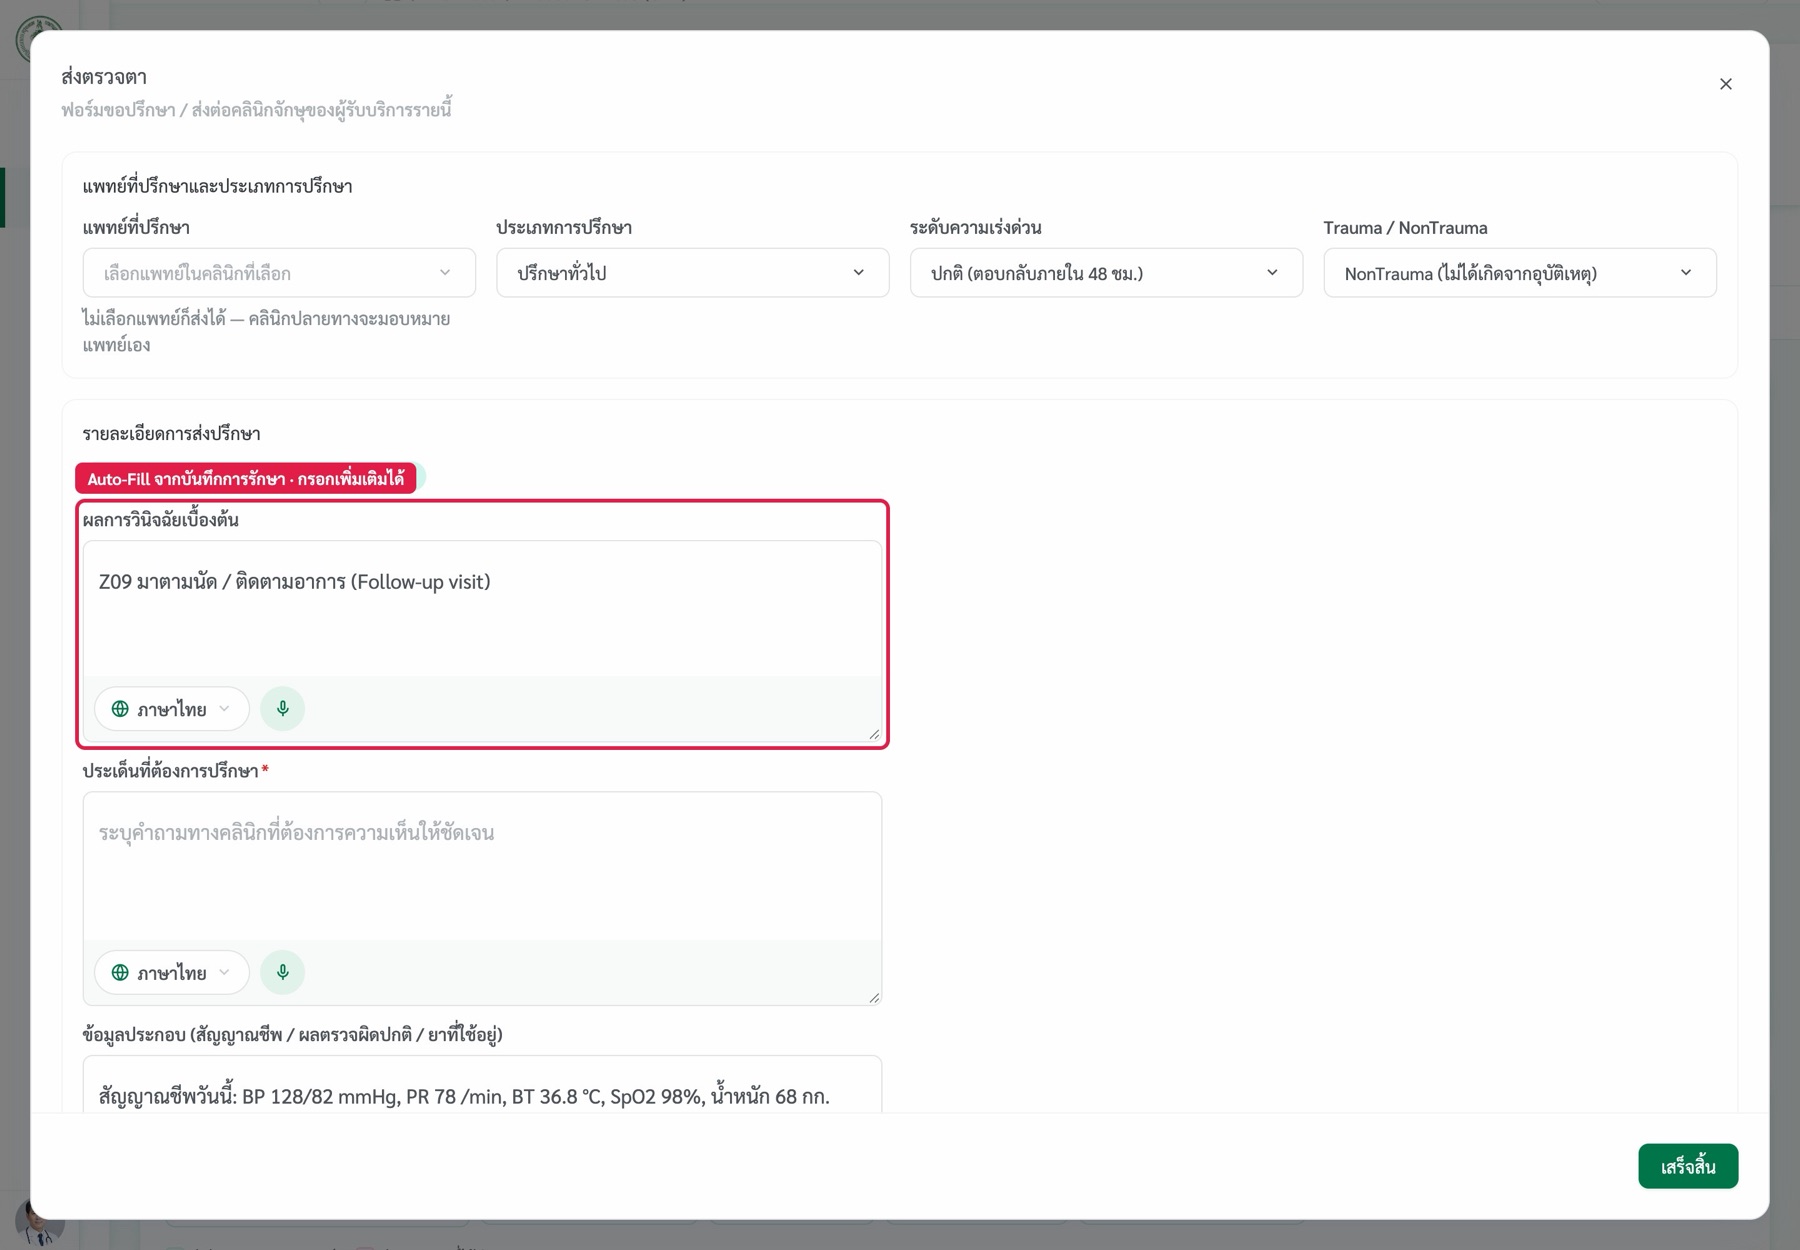 ส่งตรวจตา
ฟอร์มขอปรึกษา / ส่งต่อคลินิกจักษุของผู้รับบริการรายนี้
แพทย์ที่ปรึกษาและประเภทการปรึกษา
แพทย์ที่ปรึกษา
เลือกแพทย์ในคลินิกที่เลือก
ไม่เลือกแพทย์ก็ส่งได้ — คลินิกปลายทางจะมอบหมาย
แพทย์เอง
ประเภทการปรึกษา
ปรึกษาทั่วไป
ระดับความเร่งด่วน
ปกติ (ตอบกลับภายใน 48 ชม.)
Trauma / NonTrauma
NonTrauma (ไม่ได้เกิดจากอุบัติเหตุ)
รายละเอียดการส่งปรึกษา
Auto-Fill จากบันทึกการรักษา · กรอกเพิ่มเติมได้
ผลการวินิจฉัยเบื้องต้น
Z09 มาตามนัด / ติดตามอาการ (Follow-up visit)
ภาษาไทย
ประเด็นที่ต้องการปรึกษา*
ระบุคำถามทางคลินิกที่ต้องการความเห็นให้ชัดเจน
ภาษาไทย
ข้อมูลประกอบ (สัญญาณชีพ / ผลตรวจผิดปกติ / ยาที่ใช้อยู่)
สัญญาณชีพวันนี้: BP 128/82 mmHg, PR 78 /min, BT 36.8 °C, SpO2 98%, น้ำหนัก 68 กก.
เสร็จสิ้น